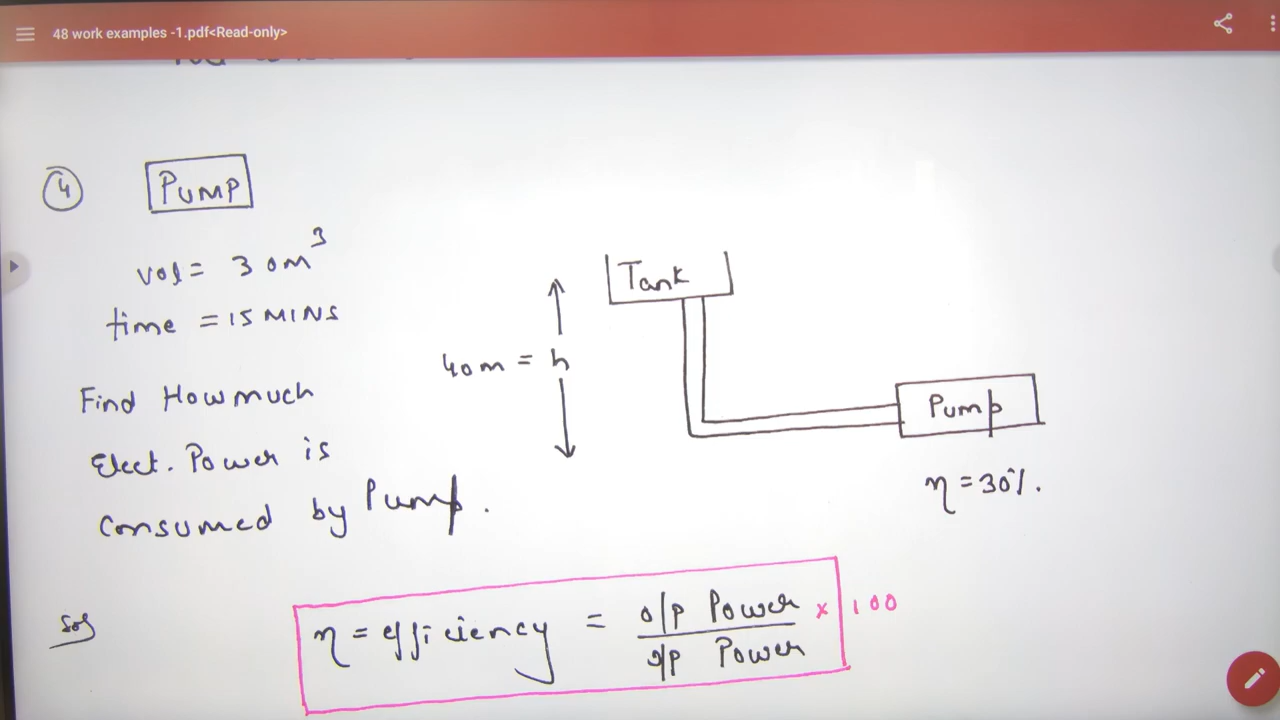 48 work examples -1.pdf<Read-only>
4 Pump
vol = 30m³
time = 15 MINS
Find How much
Elect. Power is
consumed by Pump.
Tank
40m = h
Pump
η = 30%.
Sol
η = efficiency = o/p Power / i/p Power × 100